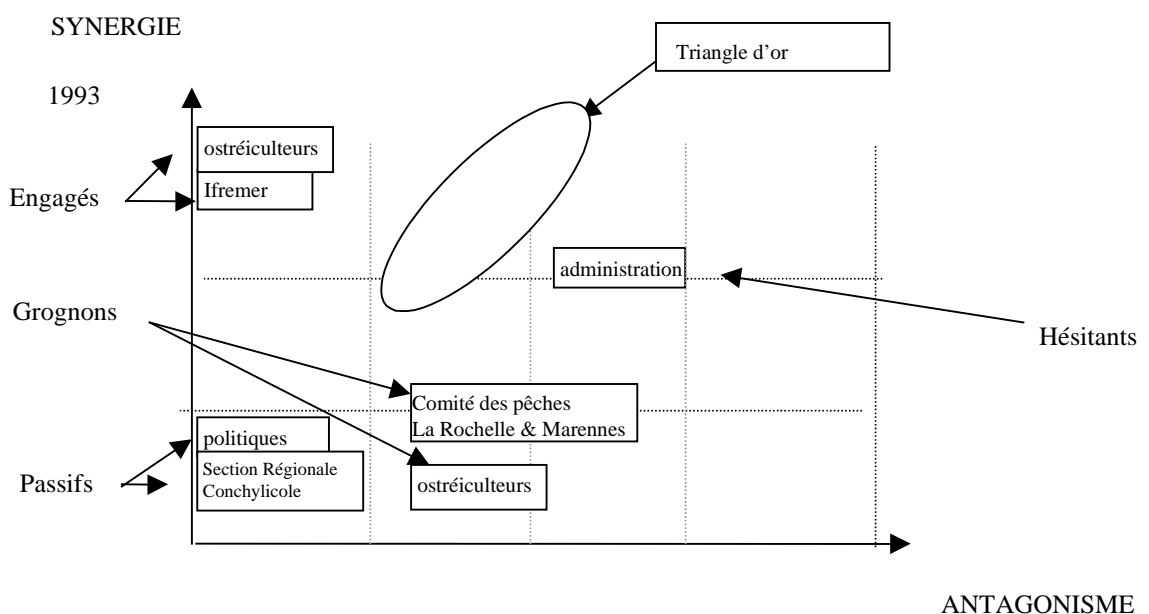 SYNERGIE
Triangle d’or
1993
ostréiculteurs
Ifremer
Engagés
administration
Grognons
Hésitants
Comité des pêches
La Rochelle & Marennes
politiques
Section Régionale
Conchylicole
Passifs
ostréiculteurs
ANTAGONISME